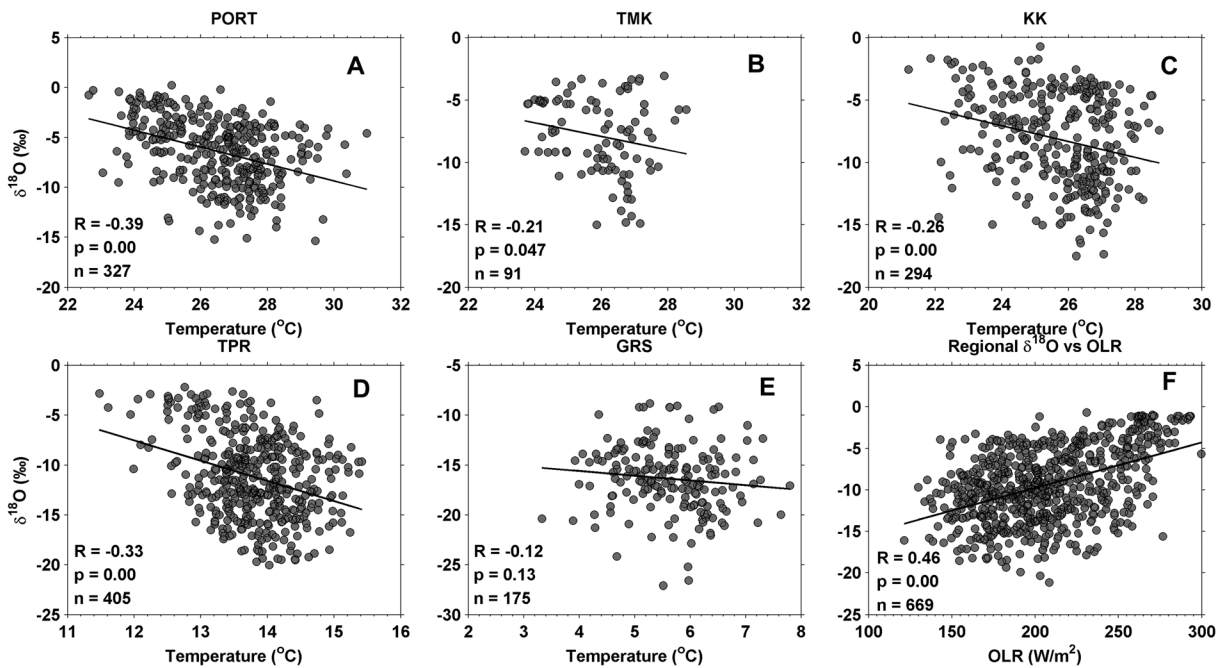 PORT
5
0
-5
-10
-15
-20
δ18O (‰)
A
R = -0.39
p = 0.00
n = 327
22 24 26 28 30 32
Temperature (oC)
TMK
0
-5
-10
-15
-20
B
R = -0.21
p = 0.047
n = 91
22 24 26 28 30 32
Temperature (oC)
KK
0
-5
-10
-15
-20
C
R = -0.26
p = 0.00
n = 294
20 22 24 26 28 30
Temperature (oC)
TPR
0
-5
-10
-15
-20
-25
δ18O (‰)
D
R = -0.33
p = 0.00
n = 405
11 12 13 14 15 16
Temperature (oC)
GRS
-5
-10
-15
-20
-25
-30
E
R = -0.12
p = 0.13
n = 175
2 3 4 5 6 7 8
Temperature (oC)
Regional δ18O vs OLR
5
0
-5
-10
-15
-20
-25
F
R = 0.46
p = 0.00
n = 669
100 150 200 250 300
OLR (W/m2)